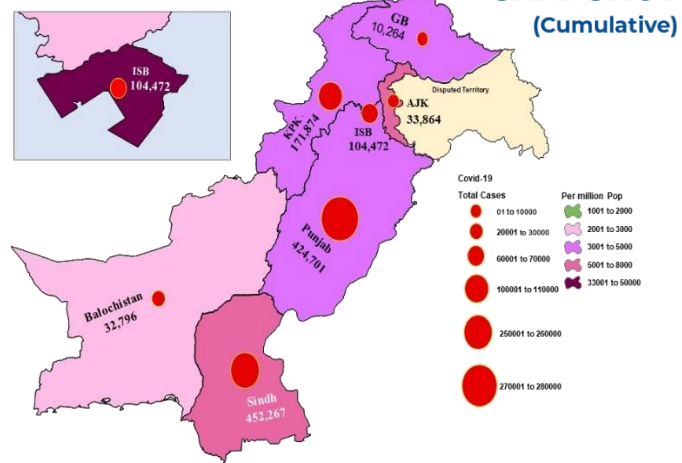 (Cumulative)
ISB
104,472
GB
10,264
Disputed Territory
AJK
33,864
KPK
171,874
ISB
104,472
Punjab
424,701
Balochistan
32,796
Sindh
452,267
Covid-19
Total Cases
01 to 10000
20001 to 30000
60001 to 70000
100001 to 110000
250001 to 260000
270001 to 280000
Per million Pop
1001 to 2000
2001 to 3000
3001 to 5000
5001 to 8000
33001 to 50000